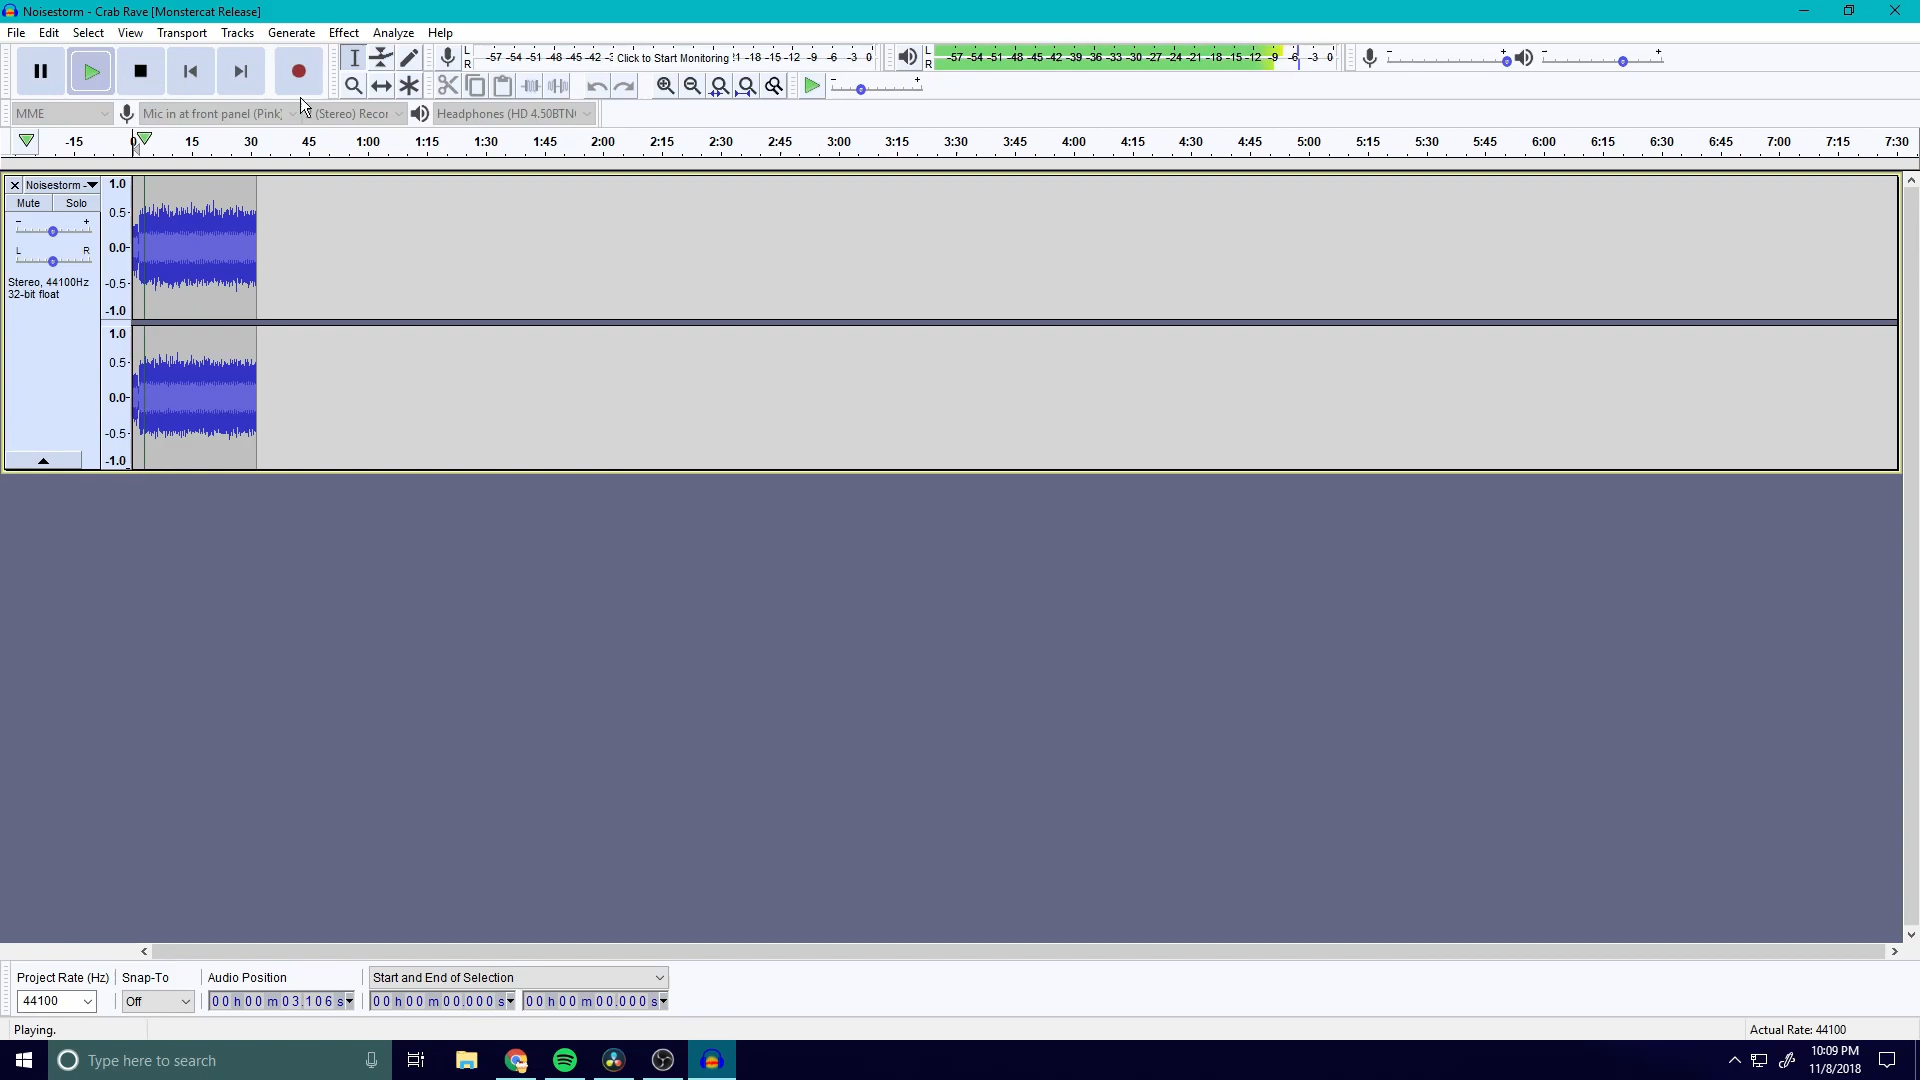 Noisestorm - Crab Rave [Monstercat Release]
File Edit Select View Transport Tracks Generate Effect Analyze Help
L R -57 -54 -51 -48 -45 -42 Click to Start Monitoring -18 -15 -12 -9 -6 -3 0
L R -57 -54 -51 -48 -45 -42 -39 -36 -33 -30 -27 -24 -21 -18 -15 -12 -9 -6 -3 0
MME Mic in at front panel (Pink) (Stereo) Recor Headphones (HD 4.50BTN
-15 0 15 30 45 1:00 1:15 1:30 1:45 2:00 2:15 2:30 2:45 3:00 3:15 3:30 3:45 4:00 4:15 4:30 4:45 5:00 5:15 5:30 5:45 6:00 6:15 6:30 6:45 7:00 7:15 7:30
Noisestorm -
Mute Solo
- +
L R
Stereo, 44100Hz
32-bit float
1.0
0.5
0.0
-0.5
-1.0
1.0
0.5
0.0
-0.5
-1.0
Project Rate (Hz) Snap-To Audio Position Start and End of Selection
44100 Off 00 h 00 m 03.106 s 00 h 00 m 00.000 s 00 h 00 m 00.000 s
Playing. Actual Rate: 44100
Type here to search
10:09 PM
11/8/2018